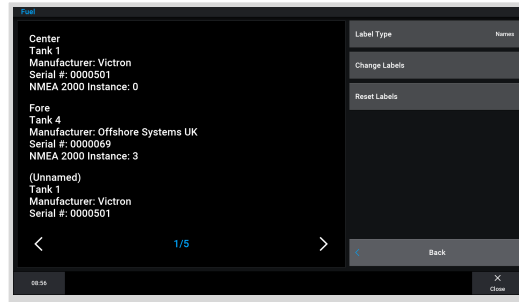 Fuel
Center
Tank 1
Manufacturer: Victron
Serial #: 0000501
NMEA 2000 Instance: 0
Fore
Tank 4
Manufacturer: Offshore Systems UK
Serial #: 0000069
NMEA 2000 Instance: 3
(Unnamed)
Tank 1
Manufacturer: Victron
Serial #: 0000501
1/5
Label Type Names
Change Labels
Reset Labels
Back
08:56
Close